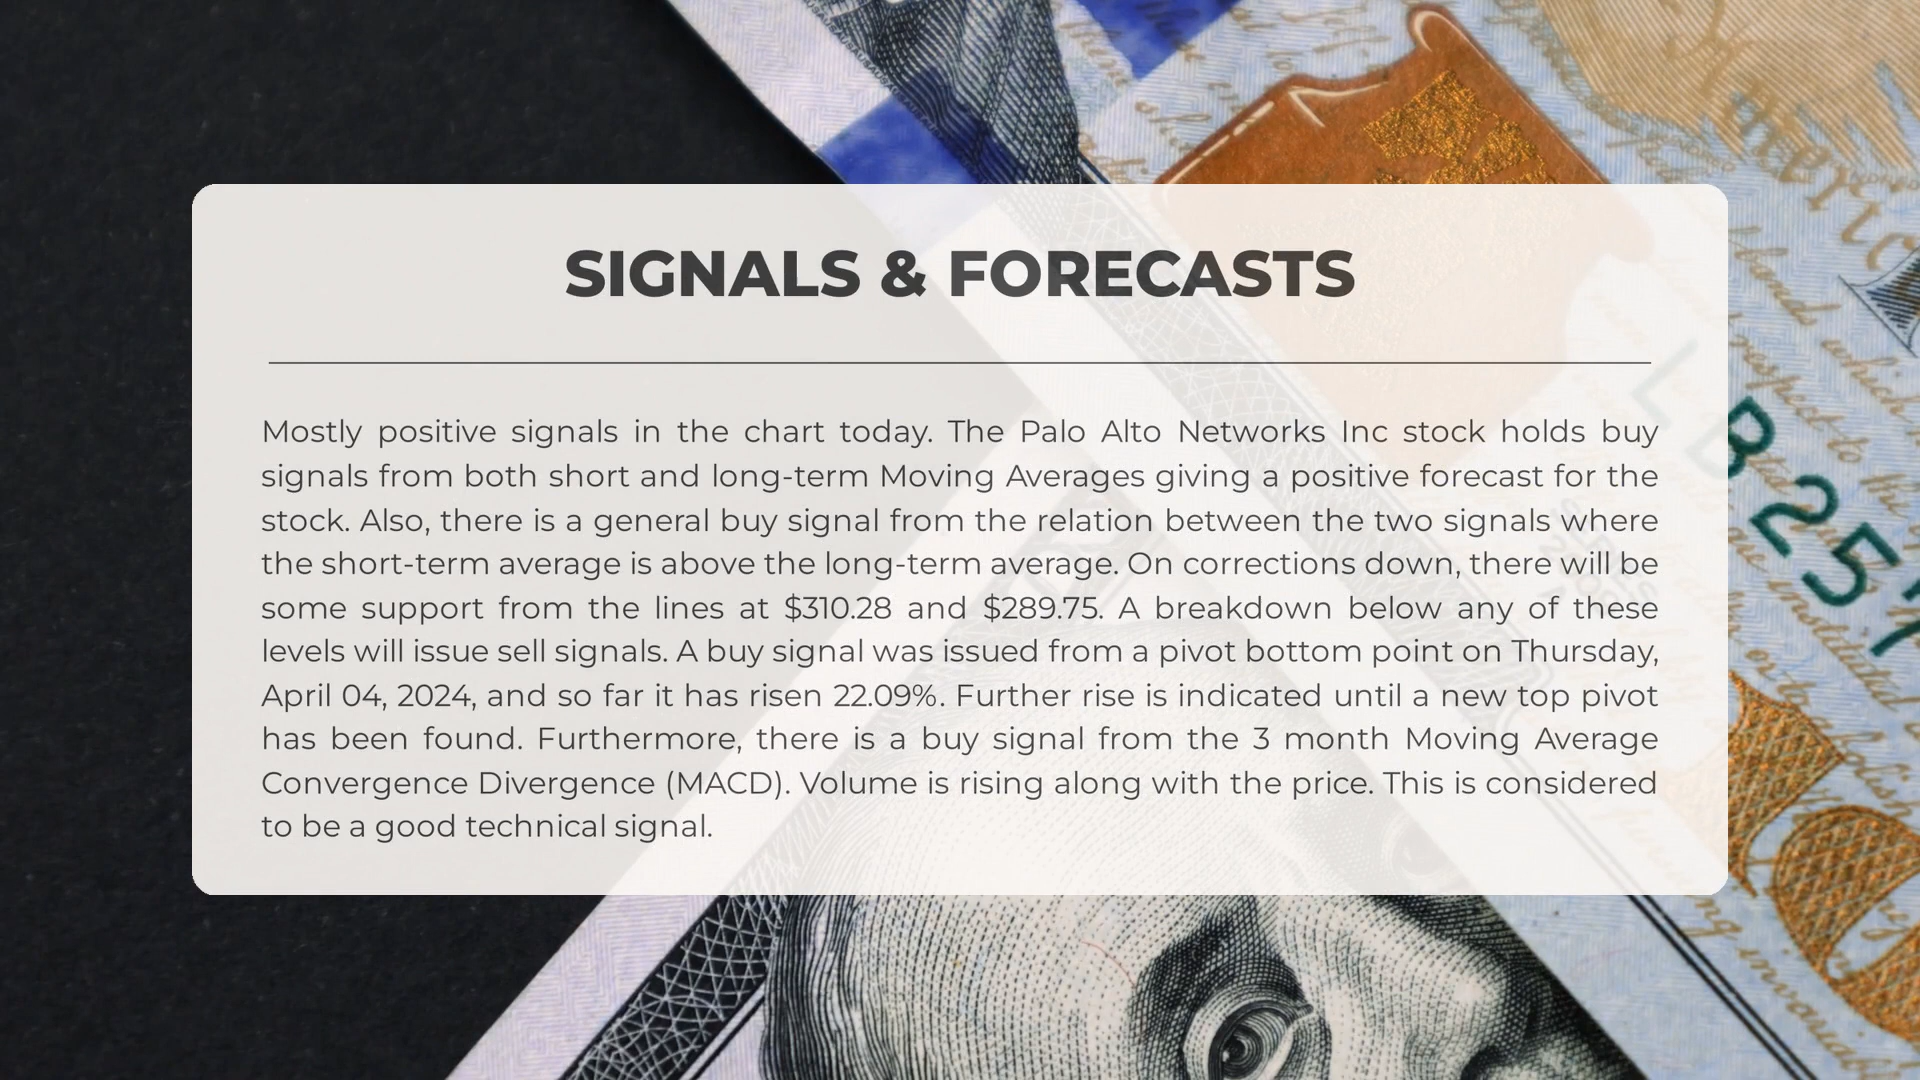 SIGNALS & FORECASTS
Mostly positive signals in the chart today. The Palo Alto Networks Inc stock holds buy
signals from both short and long-term Moving Averages giving a positive forecast for the
stock. Also, there is a general buy signal from the relation between the two signals where
the short-term average is above the long-term average. On corrections down, there will be
some support from the lines at $310.28 and $289.75. A breakdown below any of these
levels will issue sell signals. A buy signal was issued from a pivot bottom point on Thursday,
April 04, 2024, and so far it has risen 22.09%. Further rise is indicated until a new top pivot
has been found. Furthermore, there is a buy signal from the 3 month Moving Average
Convergence Divergence (MACD). Volume is rising along with the price. This is considered
to be a good technical signal.
LB257